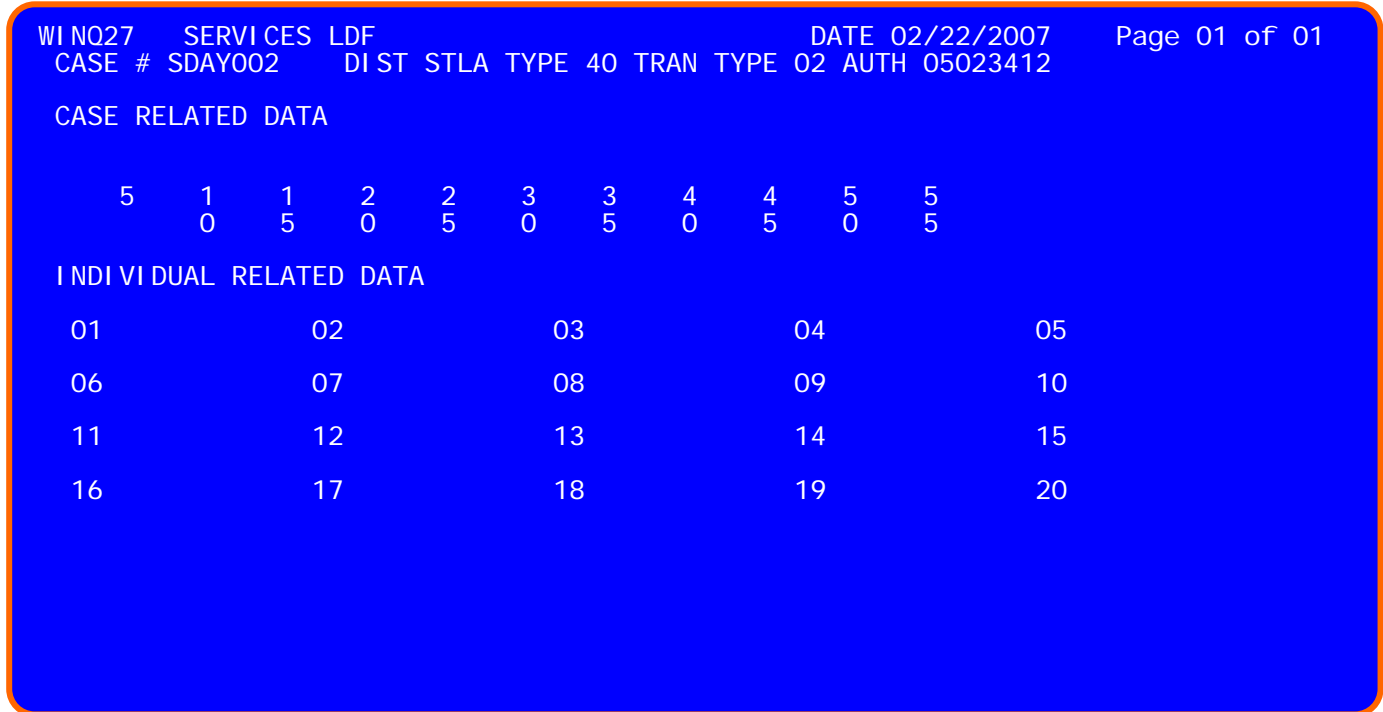 WINQ27 SERVICES LDF DATE 02/22/2007 Page 01 of 01
CASE # SDAY002 DIST STLA TYPE 40 TRAN TYPE 02 AUTH 05023412
CASE RELATED DATA
5 1 1 2 2 3 3 4 4 5 5
0 5 0 5 0 5 0 5 0 5
INDIVIDUAL RELATED DATA
01 02 03 04 05
06 07 08 09 10
11 12 13 14 15
16 17 18 19 20